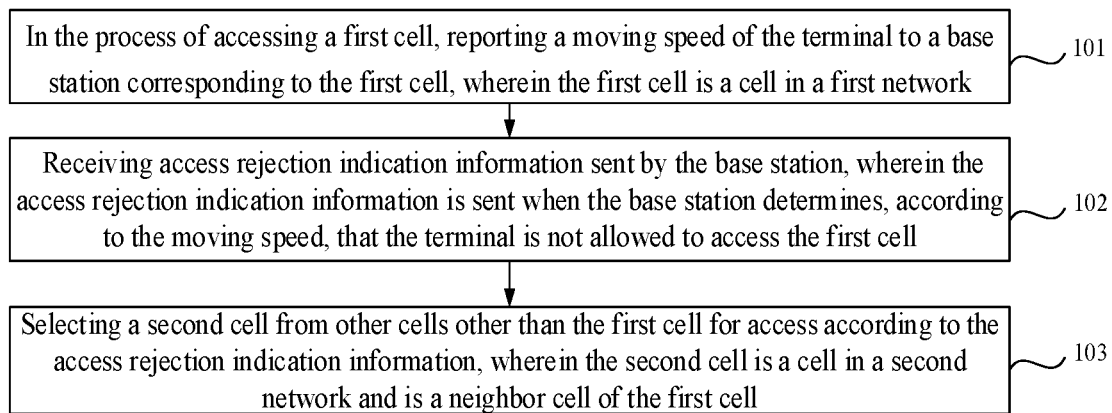 In the process of accessing a first cell, reporting a moving speed of the terminal to a base
station corresponding to the first cell, wherein the first cell is a cell in a first network
101
Receiving access rejection indication information sent by the base station, wherein the
access rejection indication information is sent when the base station determines, according
to the moving speed, that the terminal is not allowed to access the first cell
102
Selecting a second cell from other cells other than the first cell for access according to the
access rejection indication information, wherein the second cell is a cell in a second
network and is a neighbor cell of the first cell
103